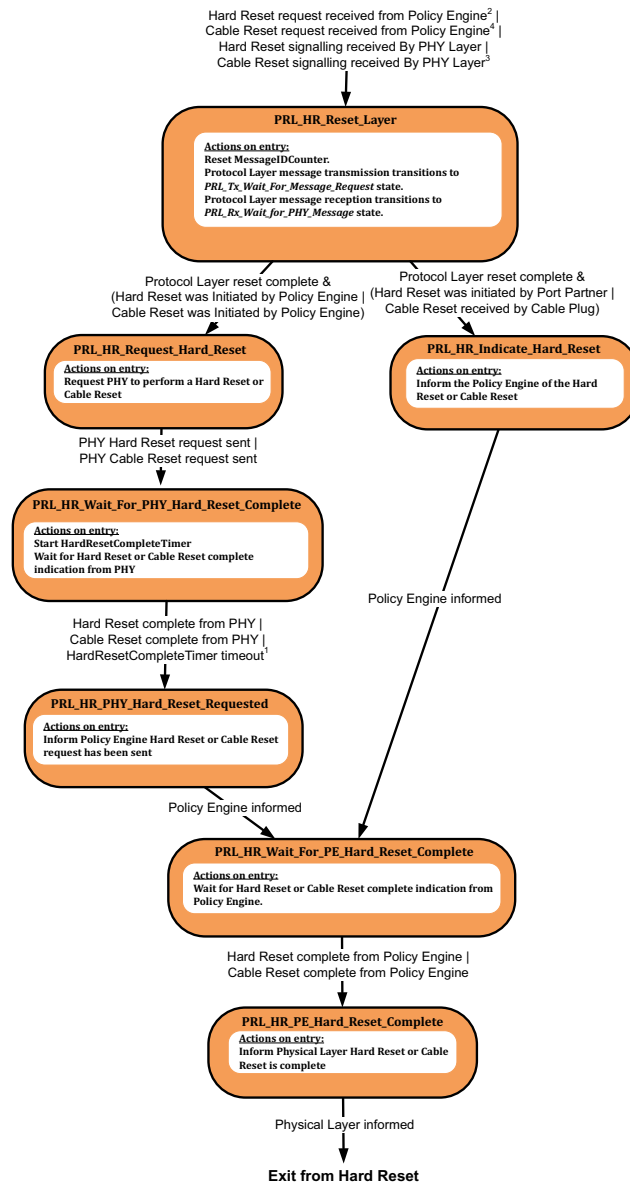 Hard Reset request received from Policy Engine² |
Cable Reset request received from Policy Engine⁴ |
Hard Reset signalling received By PHY Layer |
Cable Reset signalling received By PHY Layer³
PRL_HR_Reset_Layer
Actions on entry:
Reset MessageIDCounter.
Protocol Layer message transmission transitions to
PRL_Tx_Wait_For_Message_Request state.
Protocol Layer message reception transitions to
PRL_Rx_Wait_for_PHY_Message state.
Protocol Layer reset complete &
(Hard Reset was Initiated by Policy Engine |
Cable Reset was Initiated by Policy Engine)
Protocol Layer reset complete &
(Hard Reset was initiated by Port Partner |
Cable Reset received by Cable Plug)
PRL_HR_Request_Hard_Reset
Actions on entry:
Request PHY to perform a Hard Reset or
Cable Reset
PRL_HR_Indicate_Hard_Reset
Actions on entry:
Inform the Policy Engine of the Hard
Reset or Cable Reset
PHY Hard Reset request sent |
PHY Cable Reset request sent
PRL_HR_Wait_For_PHY_Hard_Reset_Complete
Actions on entry:
Start HardResetCompleteTimer
Wait for Hard Reset or Cable Reset complete
indication from PHY
Policy Engine informed
Hard Reset complete from PHY |
Cable Reset complete from PHY |
HardResetCompleteTimer timeout¹
PRL_HR_PHY_Hard_Reset_Requested
Actions on entry:
Inform Policy Engine Hard Reset or Cable Reset
request has been sent
Policy Engine informed
PRL_HR_Wait_For_PE_Hard_Reset_Complete
Actions on entry:
Wait for Hard Reset or Cable Reset complete indication from
Policy Engine.
Hard Reset complete from Policy Engine |
Cable Reset complete from Policy Engine
PRL_HR_PE_Hard_Reset_Complete
Actions on entry:
Inform Physical Layer Hard Reset or Cable
Reset is complete
Physical Layer informed
Exit from Hard Reset